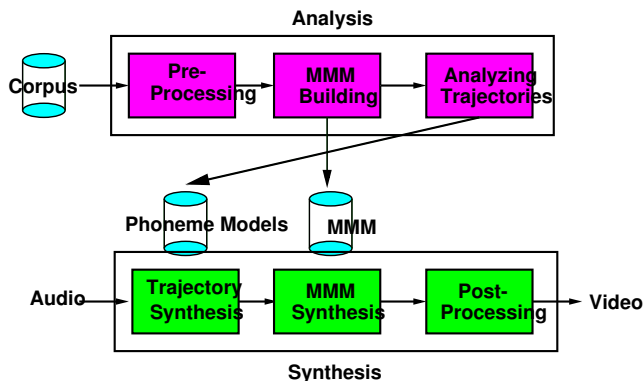 Analysis
Corpus
Pre-
Processing
MMM
Building
Analyzing
Trajectories
Phoneme Models
MMM
Audio
Trajectory
Synthesis
MMM
Synthesis
Post-
Processing
Video
Synthesis